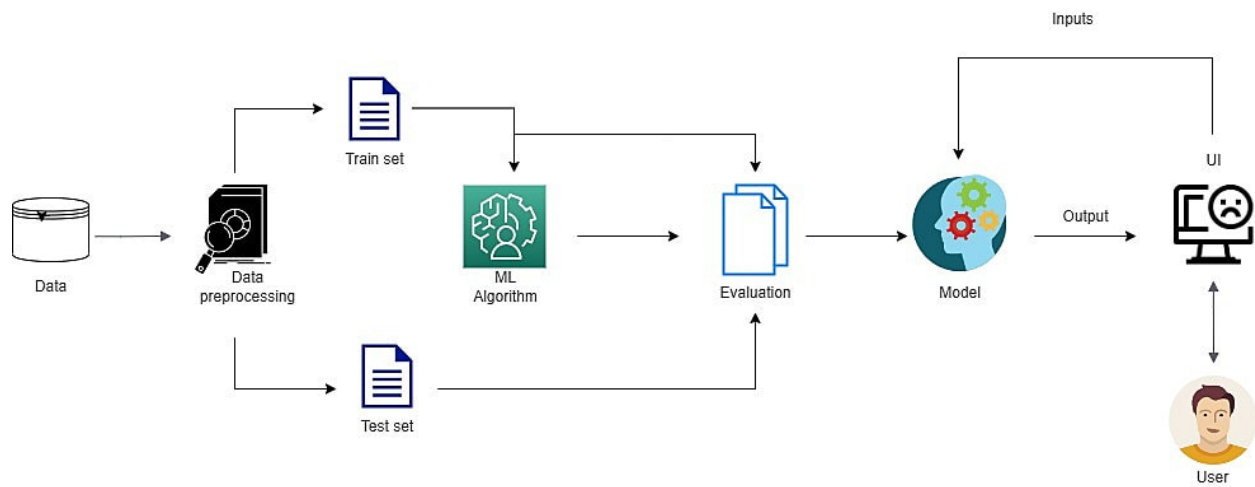 Inputs
Train set
UI
Output
Data
Data
preprocessing
ML
Algorithm
Evaluation
Model
Test set
User